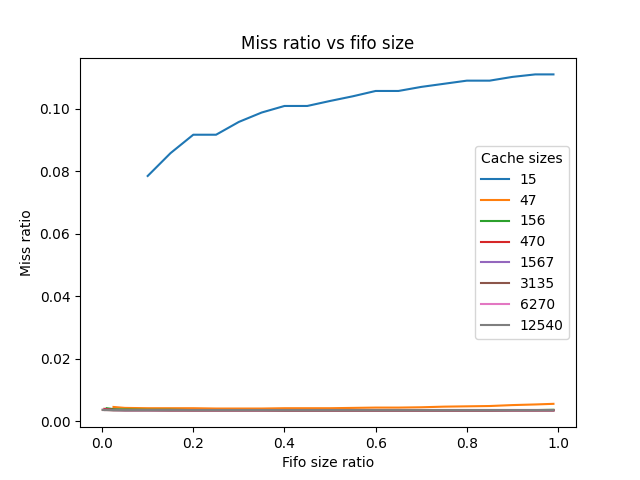 Miss ratio vs fifo size
Miss ratio
0.10
0.08
0.06
0.04
0.02
0.00
Cache sizes
15
47
156
470
1567
3135
6270
12540
0.0 0.2 0.4 0.6 0.8 1.0
Fifo size ratio